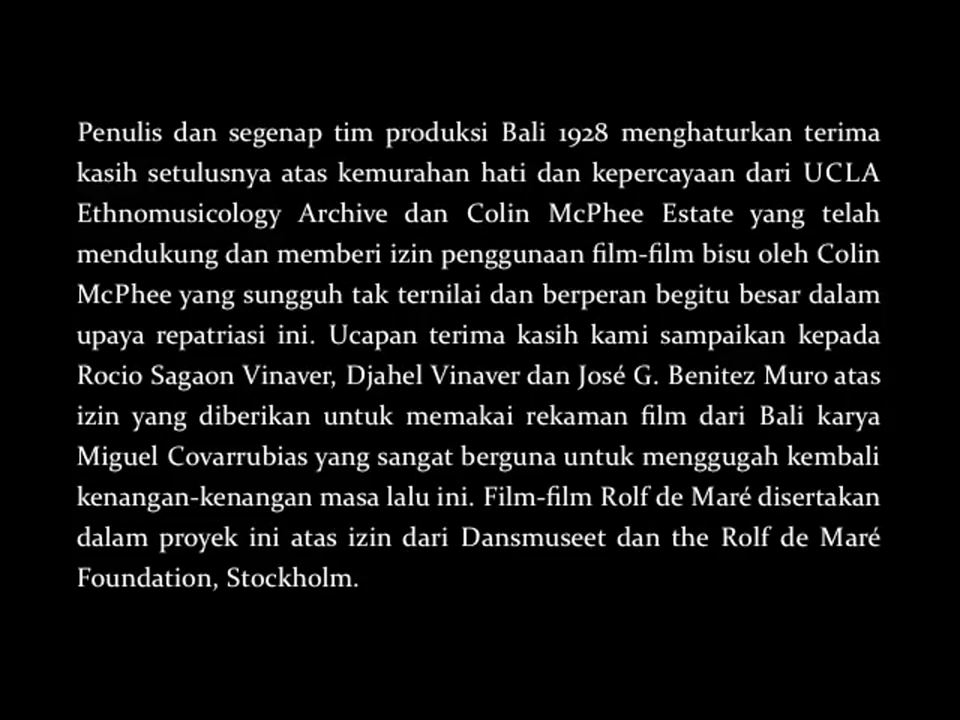 Penulis dan segenap tim produksi Bali 1928 menghaturkan terima
kasih setulusnya atas kemurahan hati dan kepercayaan dari UCLA
Ethnomusicology Archive dan Colin McPhee Estate yang telah
mendukung dan memberi izin penggunaan film-film bisu oleh Colin
McPhee yang sungguh tak ternilai dan berperan begitu besar dalam
upaya repatriasi ini. Ucapan terima kasih kami sampaikan kepada
Rocio Sagaon Vinaver, Djahel Vinaver dan José G. Benitez Muro atas
izin yang diberikan untuk memakai rekaman film dari Bali karya
Miguel Covarrubias yang sangat berguna untuk menggugah kembali
kenangan-kenangan masa lalu ini. Film-film Rolf de Maré disertakan
dalam proyek ini atas izin dari Dansmuseet dan the Rolf de Maré
Foundation, Stockholm.